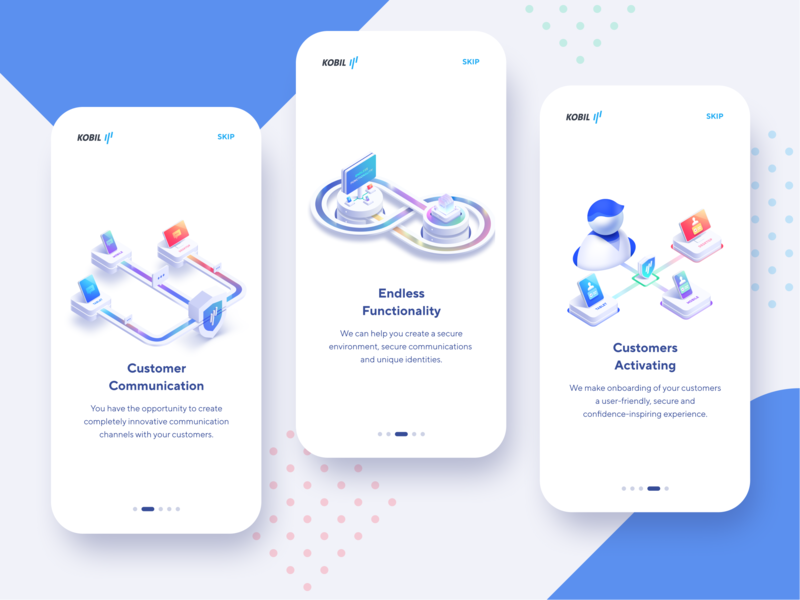 KOBIL
SKIP
Customer
Communication
You have the opportunity to create
completely innovative communication
channels with your customers.
KOBIL
SKIP
Endless
Functionality
We can help you create a secure
environment, secure communications
and unique identities.
KOBIL
SKIP
Customers
Activating
We make onboarding of your customers
a user-friendly, secure and
confidence-inspiring experience.